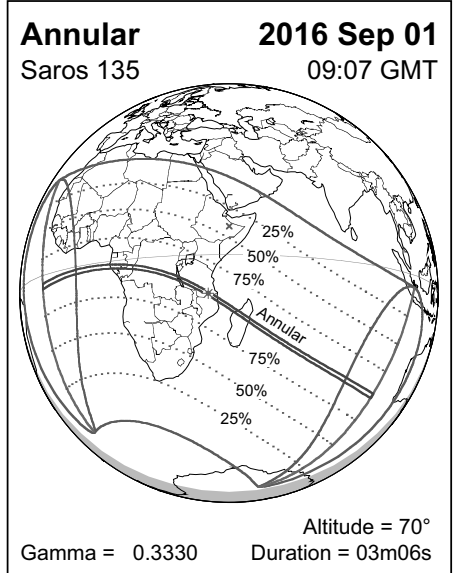 Annular 2016 Sep 01
Saros 135 09:07 GMT
25%
50%
75%
Annular
75%
50%
25%
Altitude = 70°
Gamma = 0.3330 Duration = 03m06s